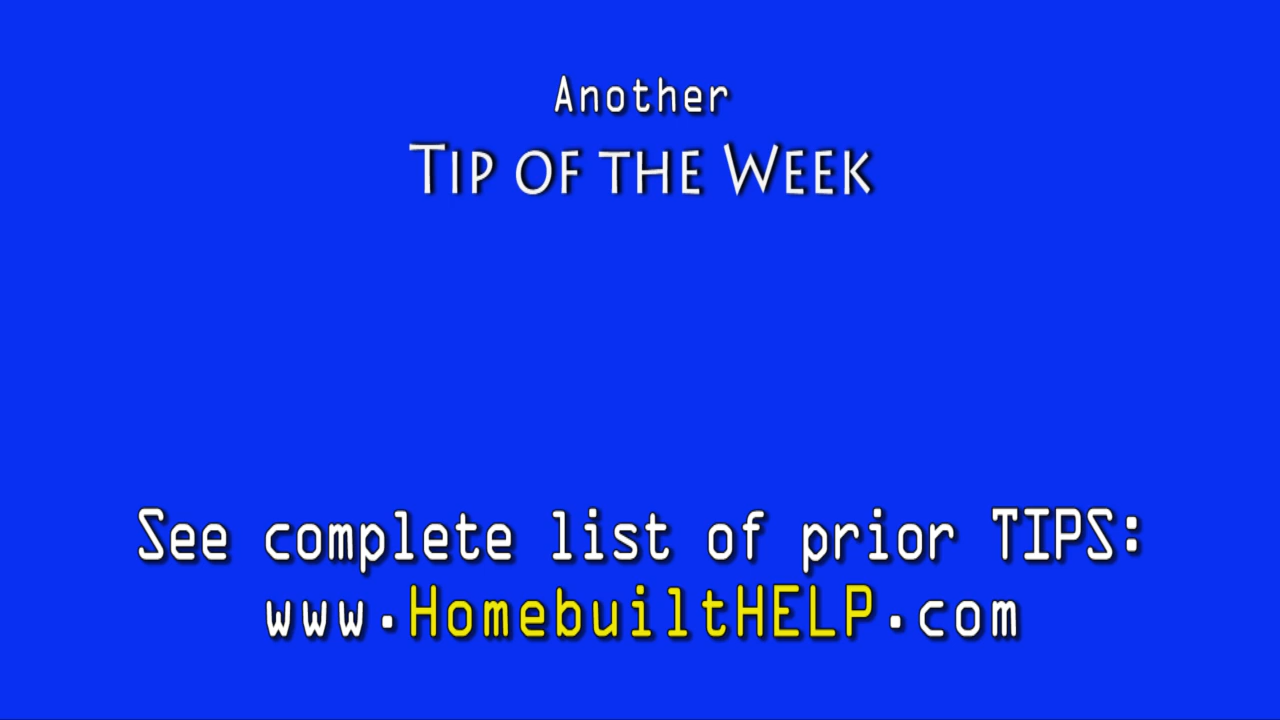 Another
Tip of the Week
See complete list of prior TIPS:
www.HomebuiltHELP.com